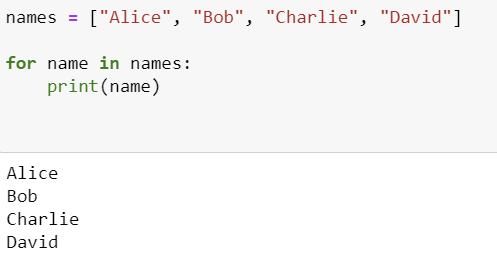 names = ["Alice", "Bob", "Charlie", "David"]
for name in names:
    print(name)
Alice
Bob
Charlie
David